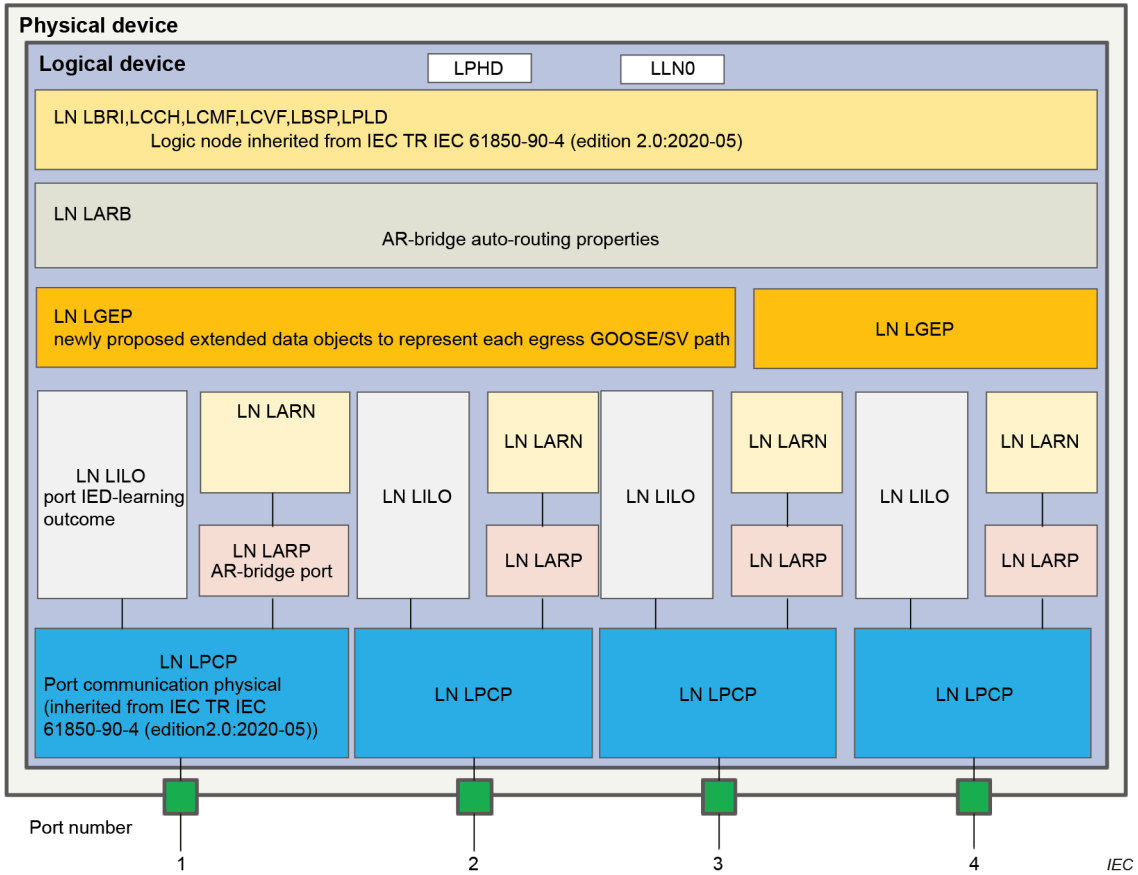 Physical device
Logical device
LPHD
LLN0
LN LBRI,LCCH,LCMF,LCVF,LBSP,LPLD
Logic node inherited from IEC TR IEC 61850-90-4 (edition 2.0:2020-05)
LN LARB
AR-bridge auto-routing properties
LN LGEP
newly proposed extended data objects to represent each egress GOOSE/SV path
LN LGEP
LN LILO
port IED-learning
outcome
LN LARN
LN LARP
AR-bridge port
LN LILO
LN LARN
LN LARP
LN LILO
LN LARN
LN LARP
LN LILO
LN LARN
LN LARP
LN LPCP
Port communication physical
(inherited from IEC TR IEC
61850-90-4 (edition2.0:2020-05))
LN LPCP
LN LPCP
LN LPCP
Port number
1
2
3
4
IEC